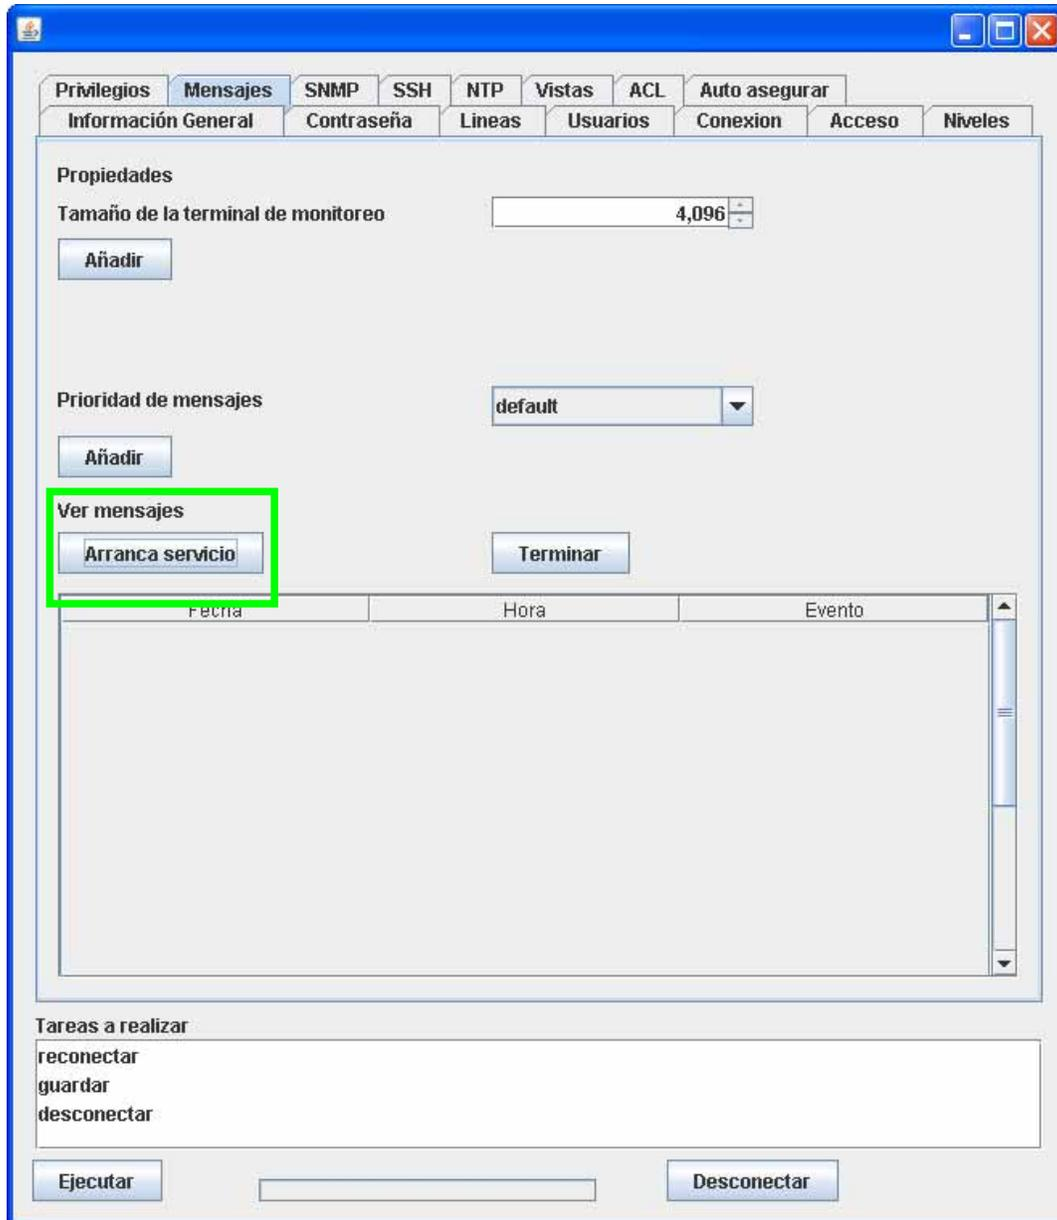 Privilegios Mensajes SNMP SSH NTP Vistas ACL Auto asegurar
Información General Contraseña Lineas Usuarios Conexion Acceso Niveles
Propiedades
Tamaño de la terminal de monitoreo 4,096
Añadir
Prioridad de mensajes default
Añadir
Ver mensajes
Arranca servicio Terminar
Fecha Hora Evento
Tareas a realizar
reconectar
guardar
desconectar
Ejecutar Desconectar